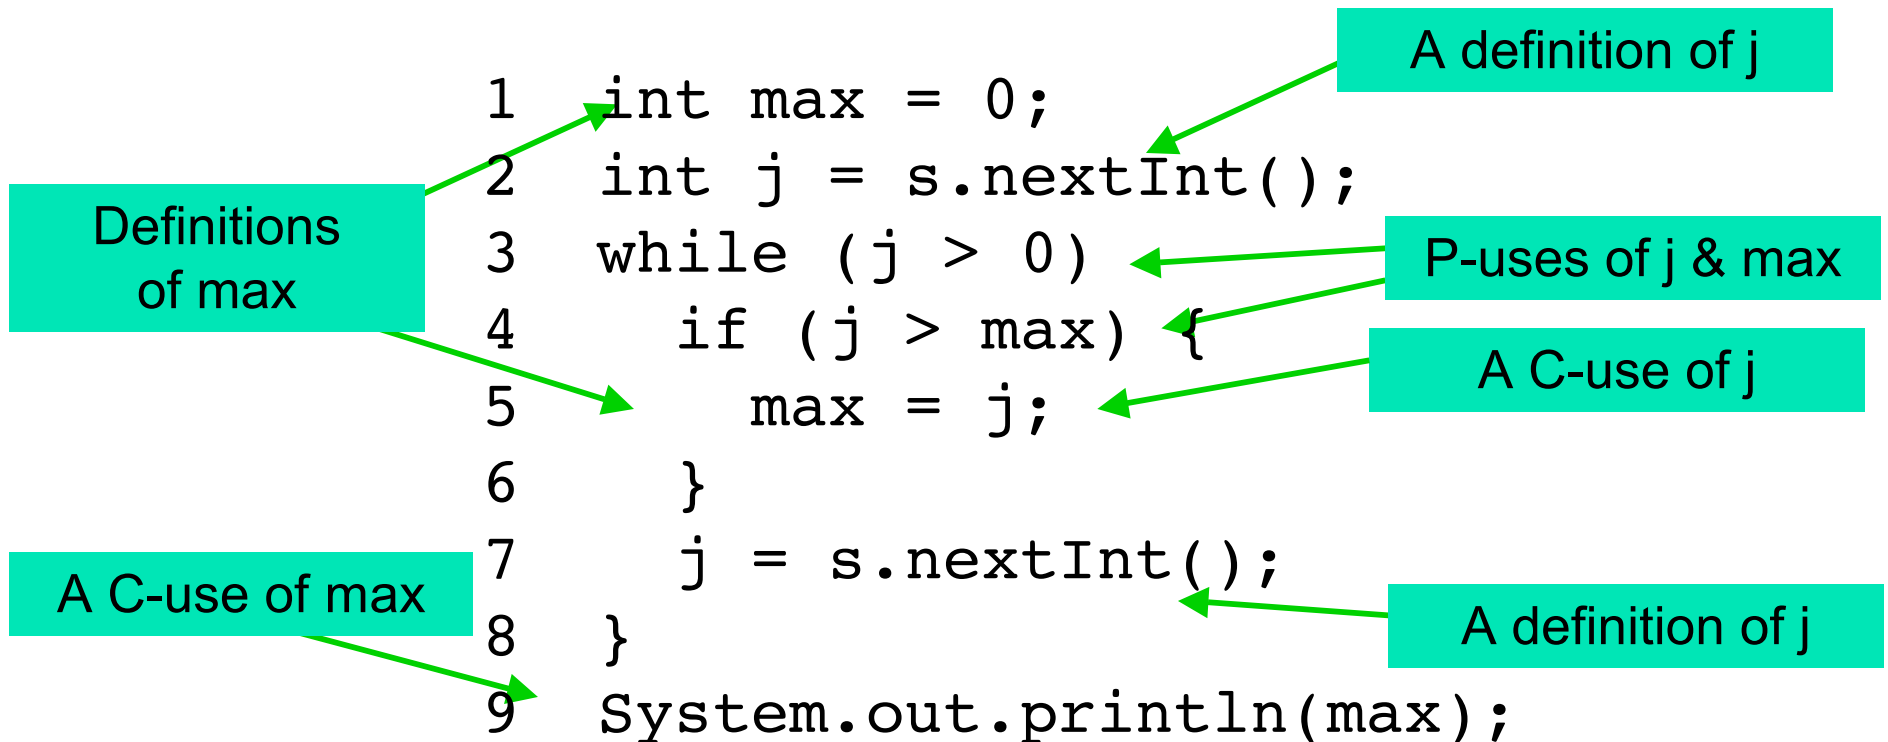 A definition of j
1 int max = 0;
2 int j = s.nextInt();
Definitions
of max
3 while (j > 0)
P-uses of j & max
4 if (j > max) {
A C-use of j
5 max = j;
6 }
7 j = s.nextInt();
A C-use of max
A definition of j
8 }
9 System.out.println(max);